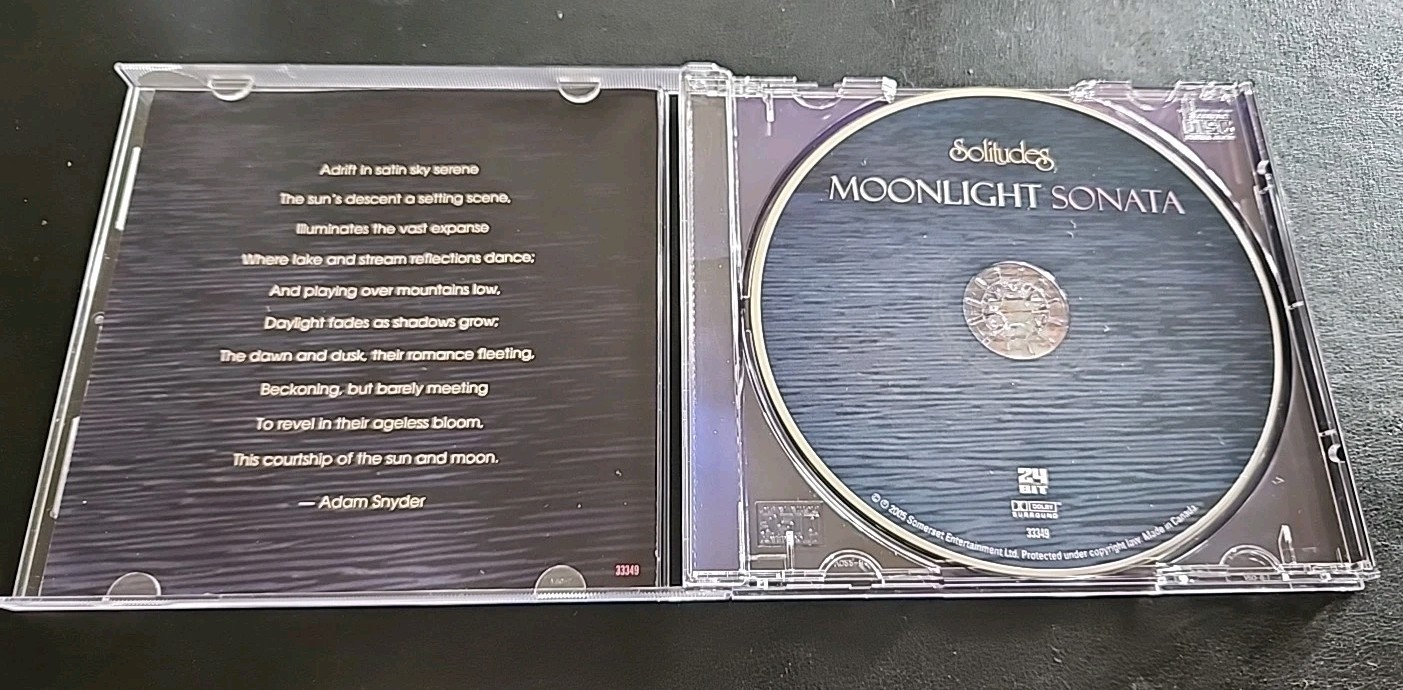 Adrift in satin sky serene
The sun's descent a setting scene,
Illuminates the vast expanse
Where lake and stream reflections dance;
And playing over mountains low,
Daylight fades as shadows grow;
The dawn and dusk, their romance fleeting,
Beckoning, but barely meeting
To revel in their ageless bloom,
This courtship of the sun and moon.
— Adam Snyder
33349
Solitudes
MOONLIGHT SONATA
24
BIT
DOLBY
SURROUND
33349
© ℗ 2005 Somerset Entertainment Ltd. Protected under copyright law. Made in Canada.